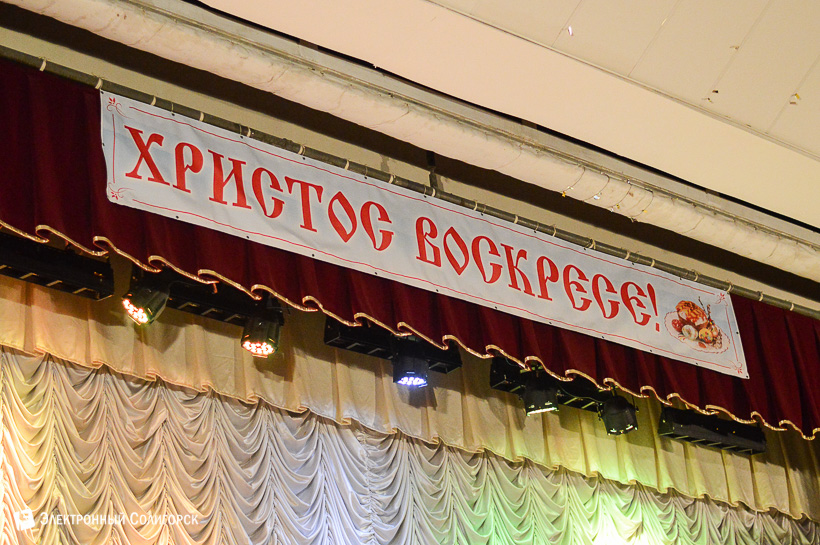 ХРИСТОС ВОСКРЕСЕ!
Электронный Солигорск